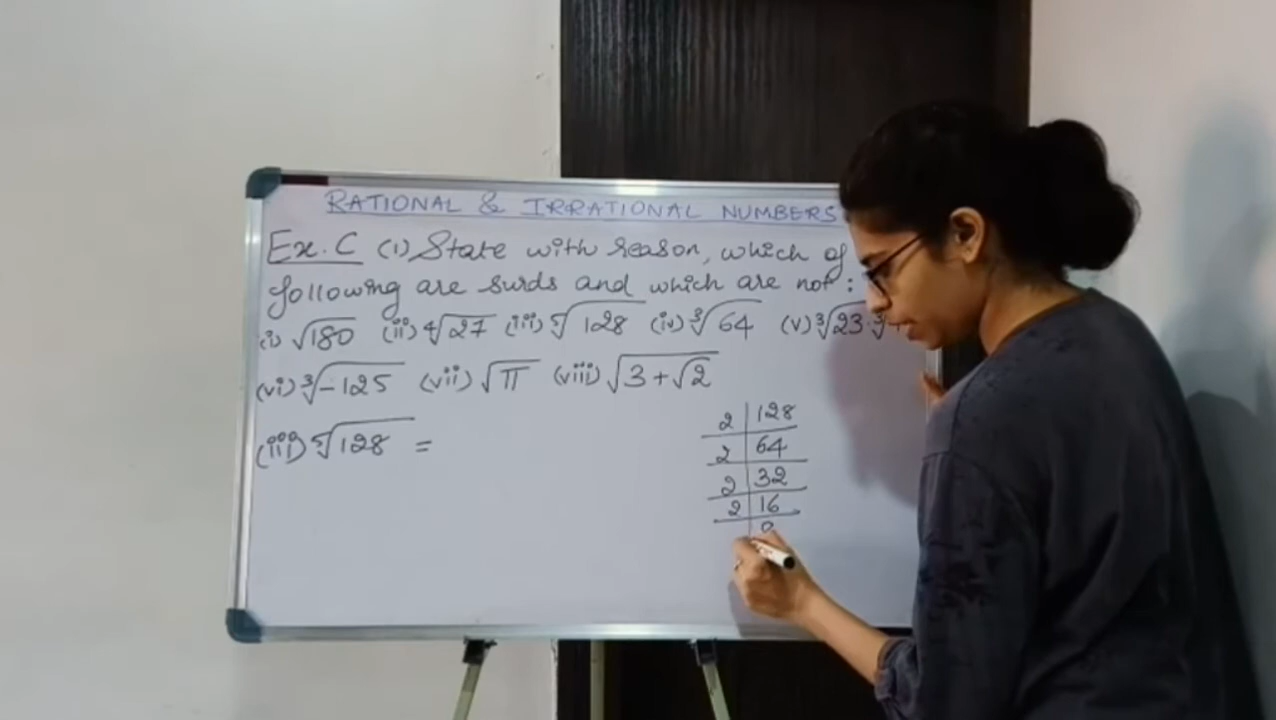 RATIONAL & IRRATIONAL NUMBERS
Ex. C (1) State with reason, which of
following are surds and which are not :
(i) √180 (ii) ⁴√27 (iii) ⁵√128 (iv) ³√64 (v) ³√23 . ³√
(vi) ³√-125 (vii) √π (viii) √3+√2
(iii) ⁵√128 =
2 | 128
2 | 64
2 | 32
2 | 16
8